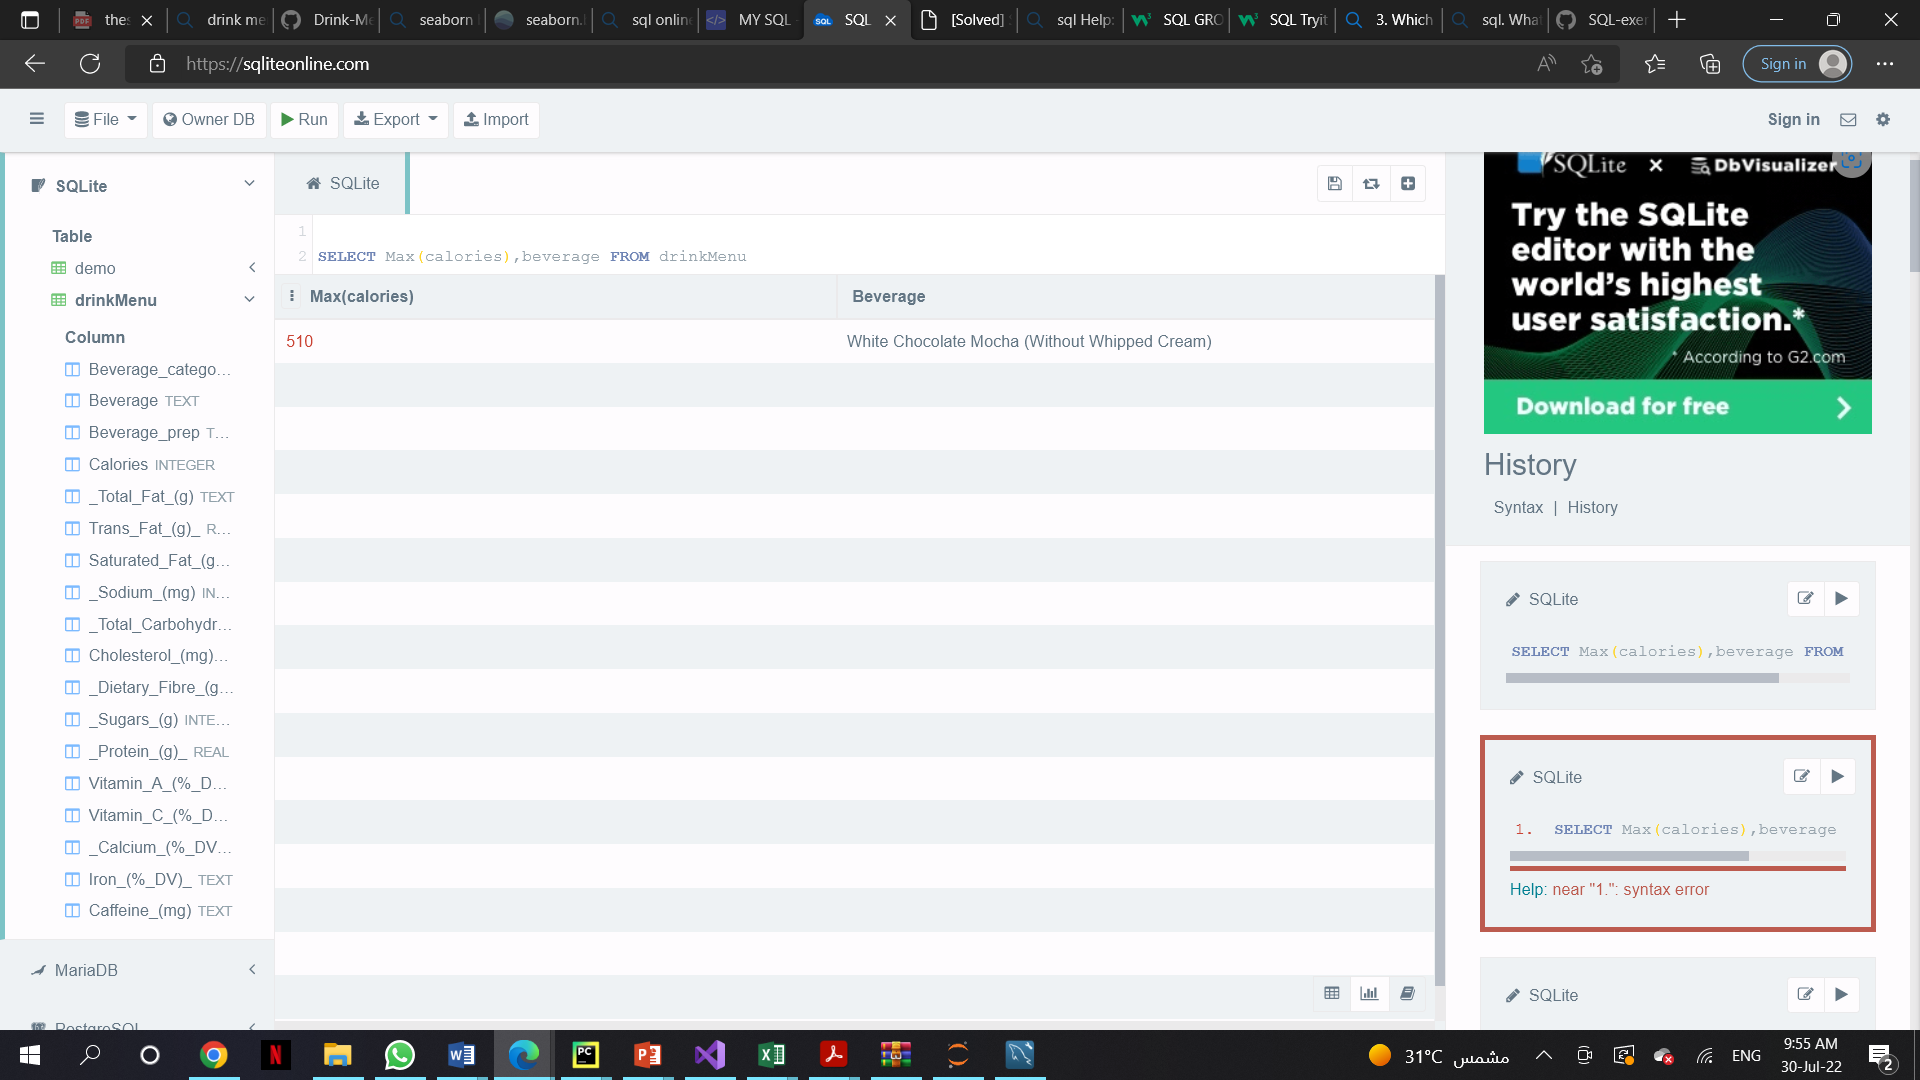 the:
drink me
Drink-Me
seaborn
seaborn.
sql online
MY SQL
SQL
[Solved]
sql Help:
SQL GRO
SQL Tryit
3. Which
sql. What
SQL-exer
https://sqliteonline.com
Sign in
File
Owner DB
Run
Export
Import
Sign in
SQLite
Table
demo
drinkMenu
Column
Beverage_catego...
Beverage TEXT
Beverage_prep T...
Calories INTEGER
_Total_Fat_(g) TEXT
Trans_Fat_(g)_ R...
Saturated_Fat_(g...
_Sodium_(mg) IN...
_Total_Carbohydr...
Cholesterol_(mg)...
_Dietary_Fibre_(g...
_Sugars_(g) INTE...
_Protein_(g)_ REAL
Vitamin_A_(%_D...
Vitamin_C_(%_D...
_Calcium_(%_DV...
Iron_(%_DV)_ TEXT
Caffeine_(mg) TEXT
MariaDB
PostgreSQL
SQLite
1
2 SELECT Max(calories),beverage FROM drinkMenu
Max(calories) Beverage
510 White Chocolate Mocha (Without Whipped Cream)
SQLite X DbVisualizer
Try the SQLite
editor with the
world's highest
user satisfaction.*
* According to G2.com
Download for free
History
Syntax | History
SQLite
SELECT Max(calories),beverage FROM
SQLite
1. SELECT Max(calories),beverage
Help: near "1.": syntax error
SQLite
31°C مشمس
ENG
9:55 AM
30-Jul-22
2